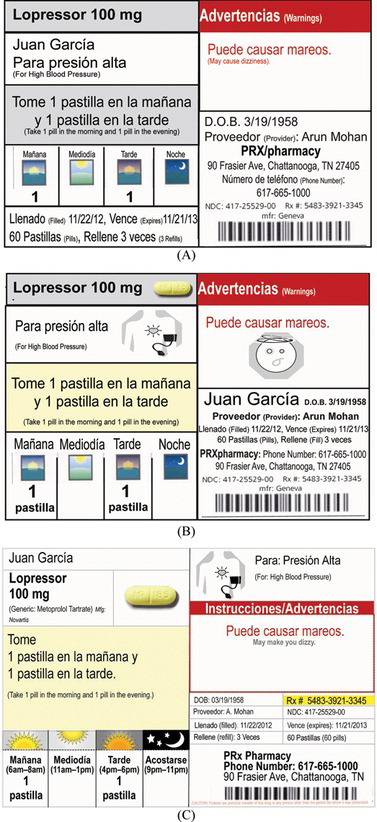 Lopressor 100 mg
Juan García
Para presión alta
(For High Blood Pressure)
Tome 1 pastilla en la mañana
y 1 pastilla en la tarde
(Take 1 pill in the morning and 1 pill in the evening)
Mañana Mediodía Tarde Noche
1 1
Llenado (Filled) 11/22/12, Vence (Expires)11/21/13
60 Pastillas (Pills), Rellene 3 veces (3 Refills)
Advertencias (Warnings)
Puede causar mareos.
(May cause dizziness).
D.O.B. 3/19/1958
Proveedor (Provider): Arun Mohan
PRX/pharmacy
90 Frasier Ave, Chattanooga, TN 27405
Número de teléfono (Phone Number):
617-665-1000
NDC: 417-25529-00 Rx #: 5483-3921-3345
mfr: Geneva
(A)
Lopressor 100 mg
Para presión alta
(For High Blood Pressure)
Tome 1 pastilla en la mañana
y 1 pastilla en la tarde
(Take 1 pill in the morning and 1 pill in the evening)
Mañana Mediodía Tarde Noche
1 1
pastilla pastilla
Advertencias (Warnings)
Puede causar mareos.
Juan García D.O.B. 3/19/1958
Proveedor (Provider): Arun Mohan
Llenado (Filled) 11/22/12, Vence (Expires) 11/21/13
60 Pastillas (Pills), Rellene (Fill) 3 veces
PRXpharmacy: Phone Number: 617-665-1000
90 Frasier Ave, Chattanooga, TN 27405
NDC: 417-25529-00 Rx #: 5483-3921-3345
mfr: Geneva
(B)
Juan García
Lopressor
100 mg
(Generic: Metoprolol Tartrate) Mfg:
Novartis
Tome
1 pastilla en la mañana y
1 pastilla en la tarde.
(Take 1 pill in the morning and 1 pill in the evening.)
Mañana Mediodía Tarde Acostarse
(6am–8am) (11am–1pm) (4pm–6pm) (9pm–11pm)
1 1
pastilla pastilla
Para: Presión Alta
(For: High Blood Pressure)
Instrucciones/Advertencias
Puede causar mareos.
May make you dizzy.
DOB: 03/19/1958 Rx # 5483-3921-3345
Proveedor: A. Mohan NDC: 417-25529-00
Llenado (filled): 11/22/2012 Vence (expires): 11/21/2013
Rellene (refill): 3 Veces 60 Pastillas (60 pills)
PRx Pharmacy
Phone Number: 617-665-1000
90 Frasier Ave, Chattanooga, TN 27405
(C)